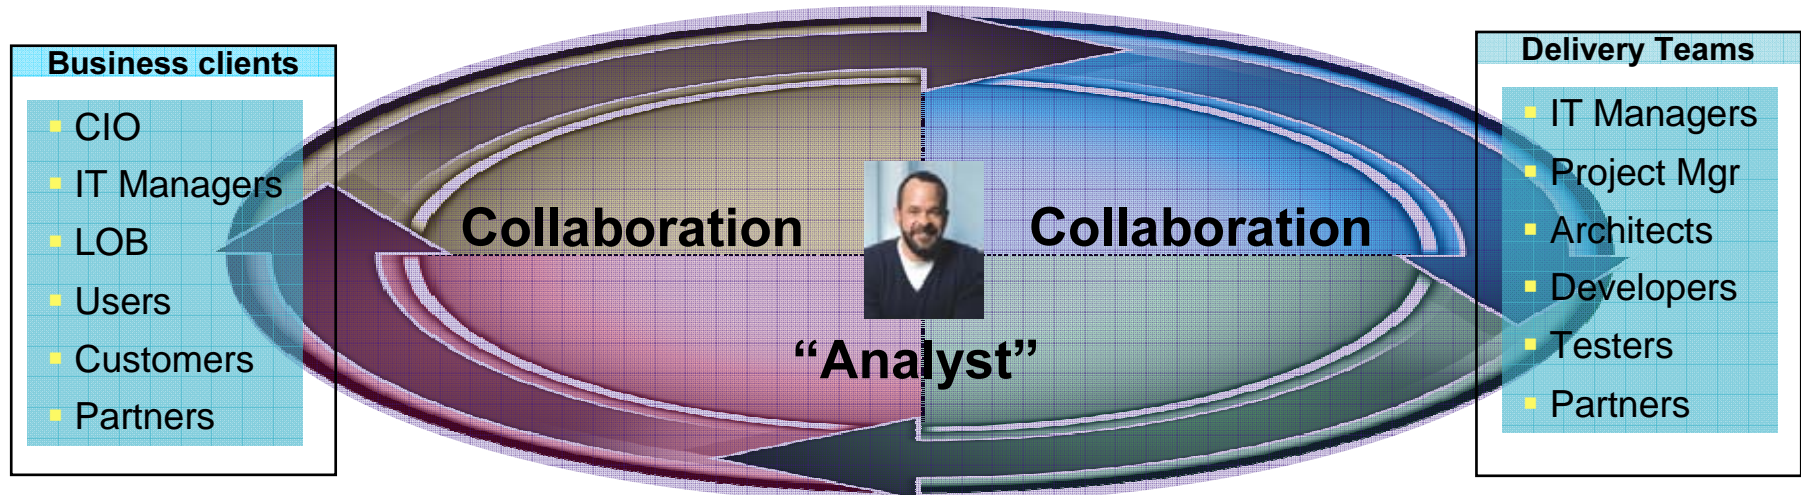 Business clients
CIO
IT Managers
LOB
Users
Customers
Partners
Collaboration
Collaboration
“Analyst”
Delivery Teams
IT Managers
Project Mgr
Architects
Developers
Testers
Partners